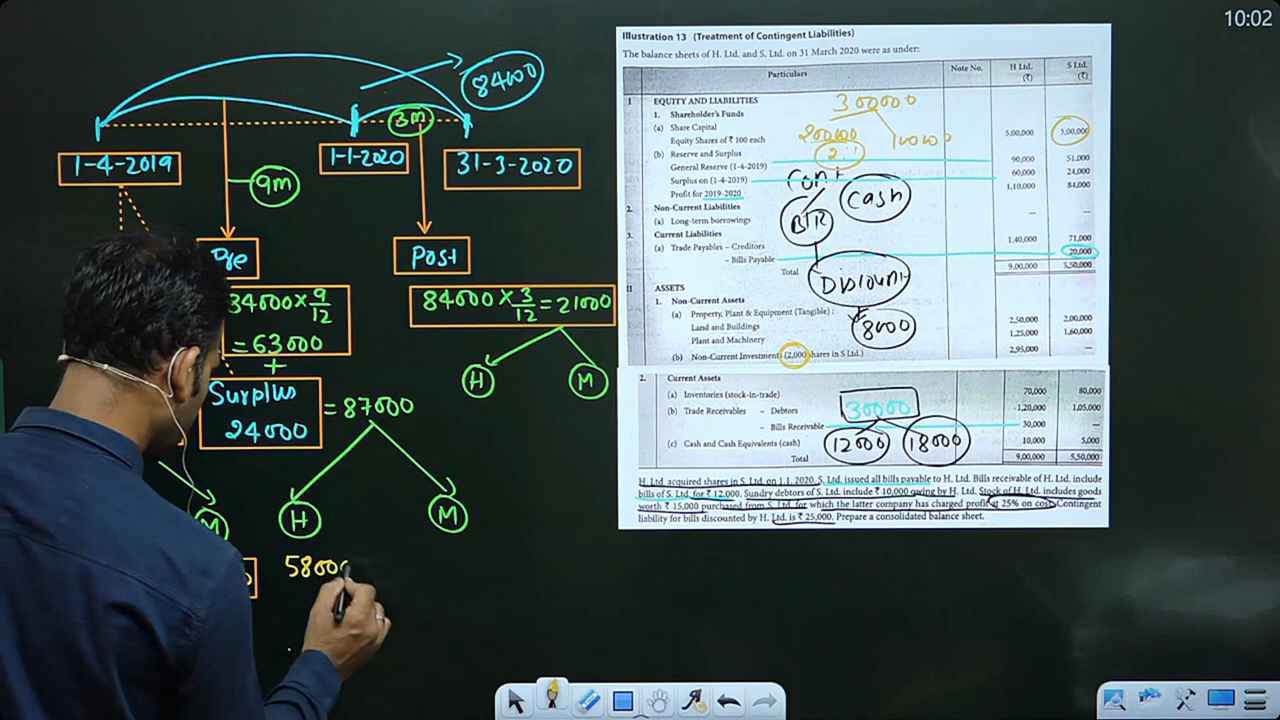 10:02
84000
3m
1-4-2019
1-1-2020
31-3-2020
9m
Post
34000 × 9/12
= 63000
+
Surplus
24000
= 87000
H
M
84000 × 3/12 = 21000
H
M
M
58000
Illustration 13 (Treatment of Contingent Liabilities)
The balance sheets of H. Ltd. and S. Ltd. on 31 March 2020 were as under:
Particulars Note No. H Ltd. (₹) S Ltd. (₹)
I EQUITY AND LIABILITIES
300000
1. Shareholder's Funds
(a) Share Capital
200000
Equity Shares of ₹ 100 each 5,00,000 3,00,000
(b) Reserve and Surplus
General Reserve (1-4-2019) 90,000 51,000
Surplus on (1-4-2019) 60,000 24,000
Profit for 2019-2020 1,10,000 84,000
Cont
Cash
B/R
2. Non-Current Liabilities
(a) Long-term borrowings — —
3. Current Liabilities
(a) Trade Payables – Creditors 1,40,000 71,000
– Bills Payable 20,000
Total 9,00,000 5,50,000
Discount
8000
II ASSETS
1. Non-Current Assets
(a) Property, Plant & Equipment (Tangible) :
Land and Buildings 2,50,000 2,00,000
Plant and Machinery 1,25,000 1,60,000
(b) Non-Current Investments (2,000 shares in S Ltd.) 2,95,000 —
2. Current Assets
(a) Inventories (stock-in-trade) 70,000 80,000
(b) Trade Receivables – Debtors 30000 1,20,000 1,05,000
– Bills Receivable 30,000 —
12000 18000
(c) Cash and Cash Equivalents (cash) 10,000 5,000
Total 9,00,000 5,50,000
H. Ltd. acquired shares in S. Ltd. on 1.1. 2020. S. Ltd. issued all bills payable to H. Ltd. Bills receivable of H. Ltd. include
bills of S. Ltd. for ₹ 12,000. Sundry debtors of S. Ltd. include ₹ 10,000 owing by H. Ltd. Stock of H. Ltd. includes goods
worth ₹ 15,000 purchased from S. Ltd. for which the latter company has charged profit at 25% on cost. Contingent
liability for bills discounted by H. Ltd. is ₹ 25,000. Prepare a consolidated balance sheet.